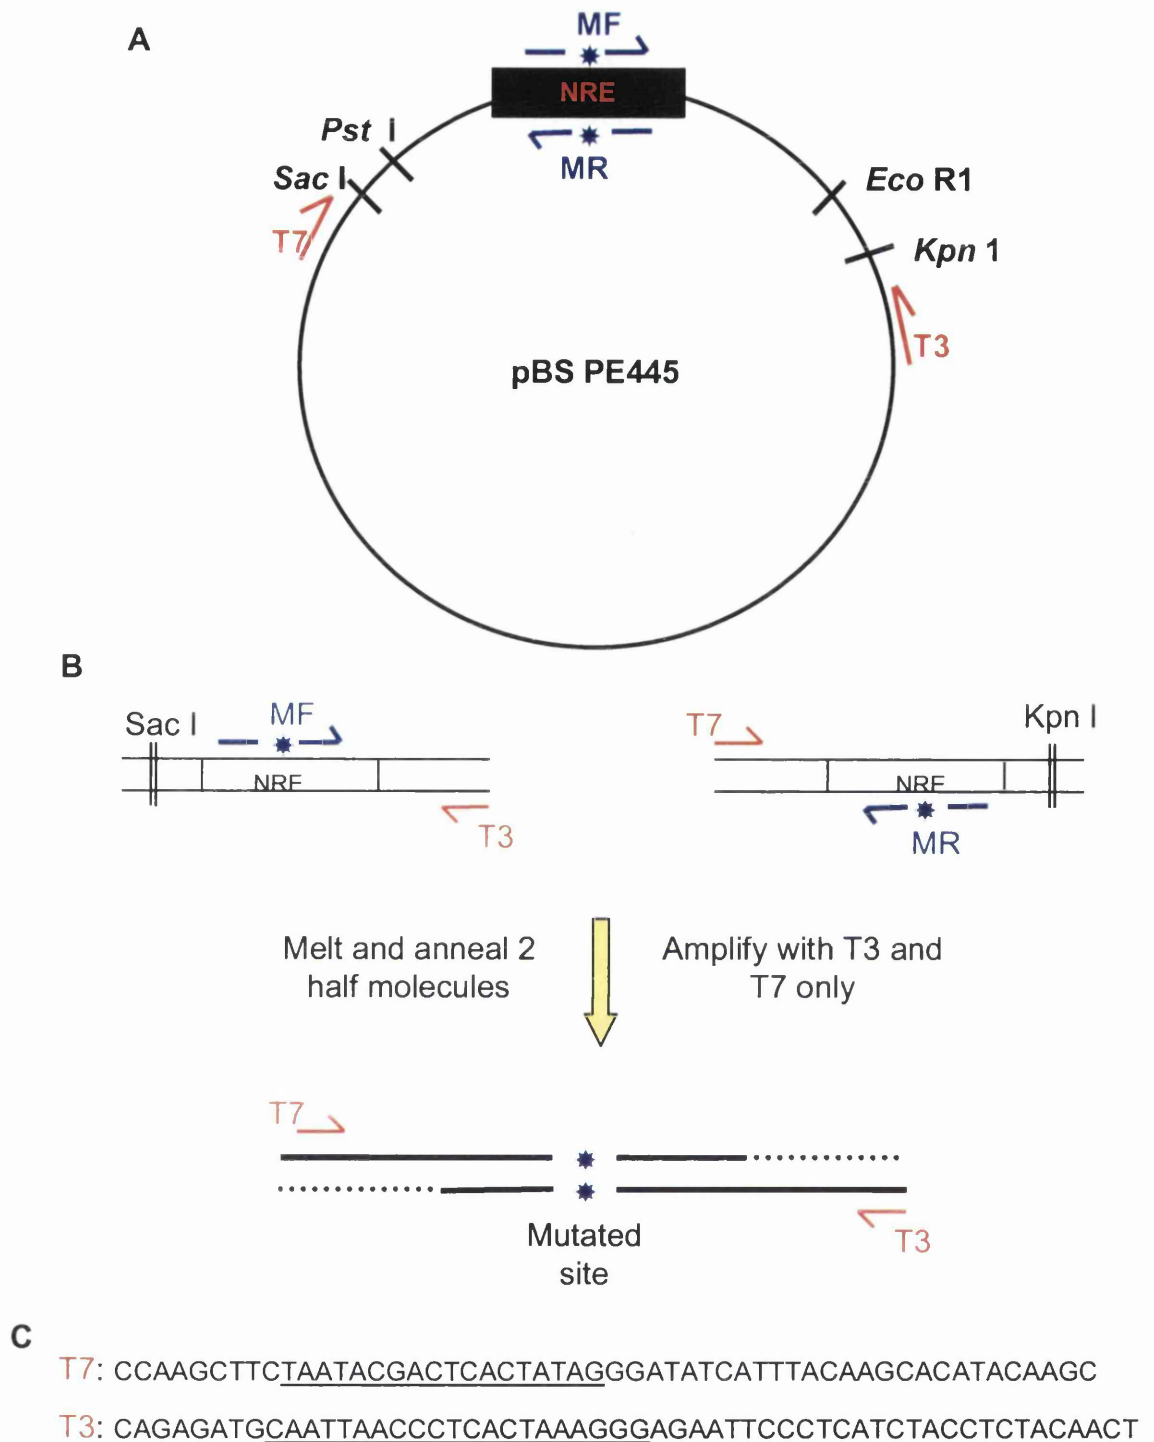 A
MF
NRE
MR
Pst i
Sac I
T7
Eco R1
Kpn 1
T3
pBS PE445
B
Sac I
MF
NRE
T3
T7
Kpn I
NRE
MR
Melt and anneal 2
half molecules
Amplify with T3 and
T7 only
T7
Mutated
site
T3
C
T7: CCAAGCTTCTAATACGACTCACTATAGGGATATCATTTACAAGCACATACAAGC
T3: CAGAGATGCAATTAACCCTCACTAAAGGGAGAATTCCCTCATCTACCTCTACAACT